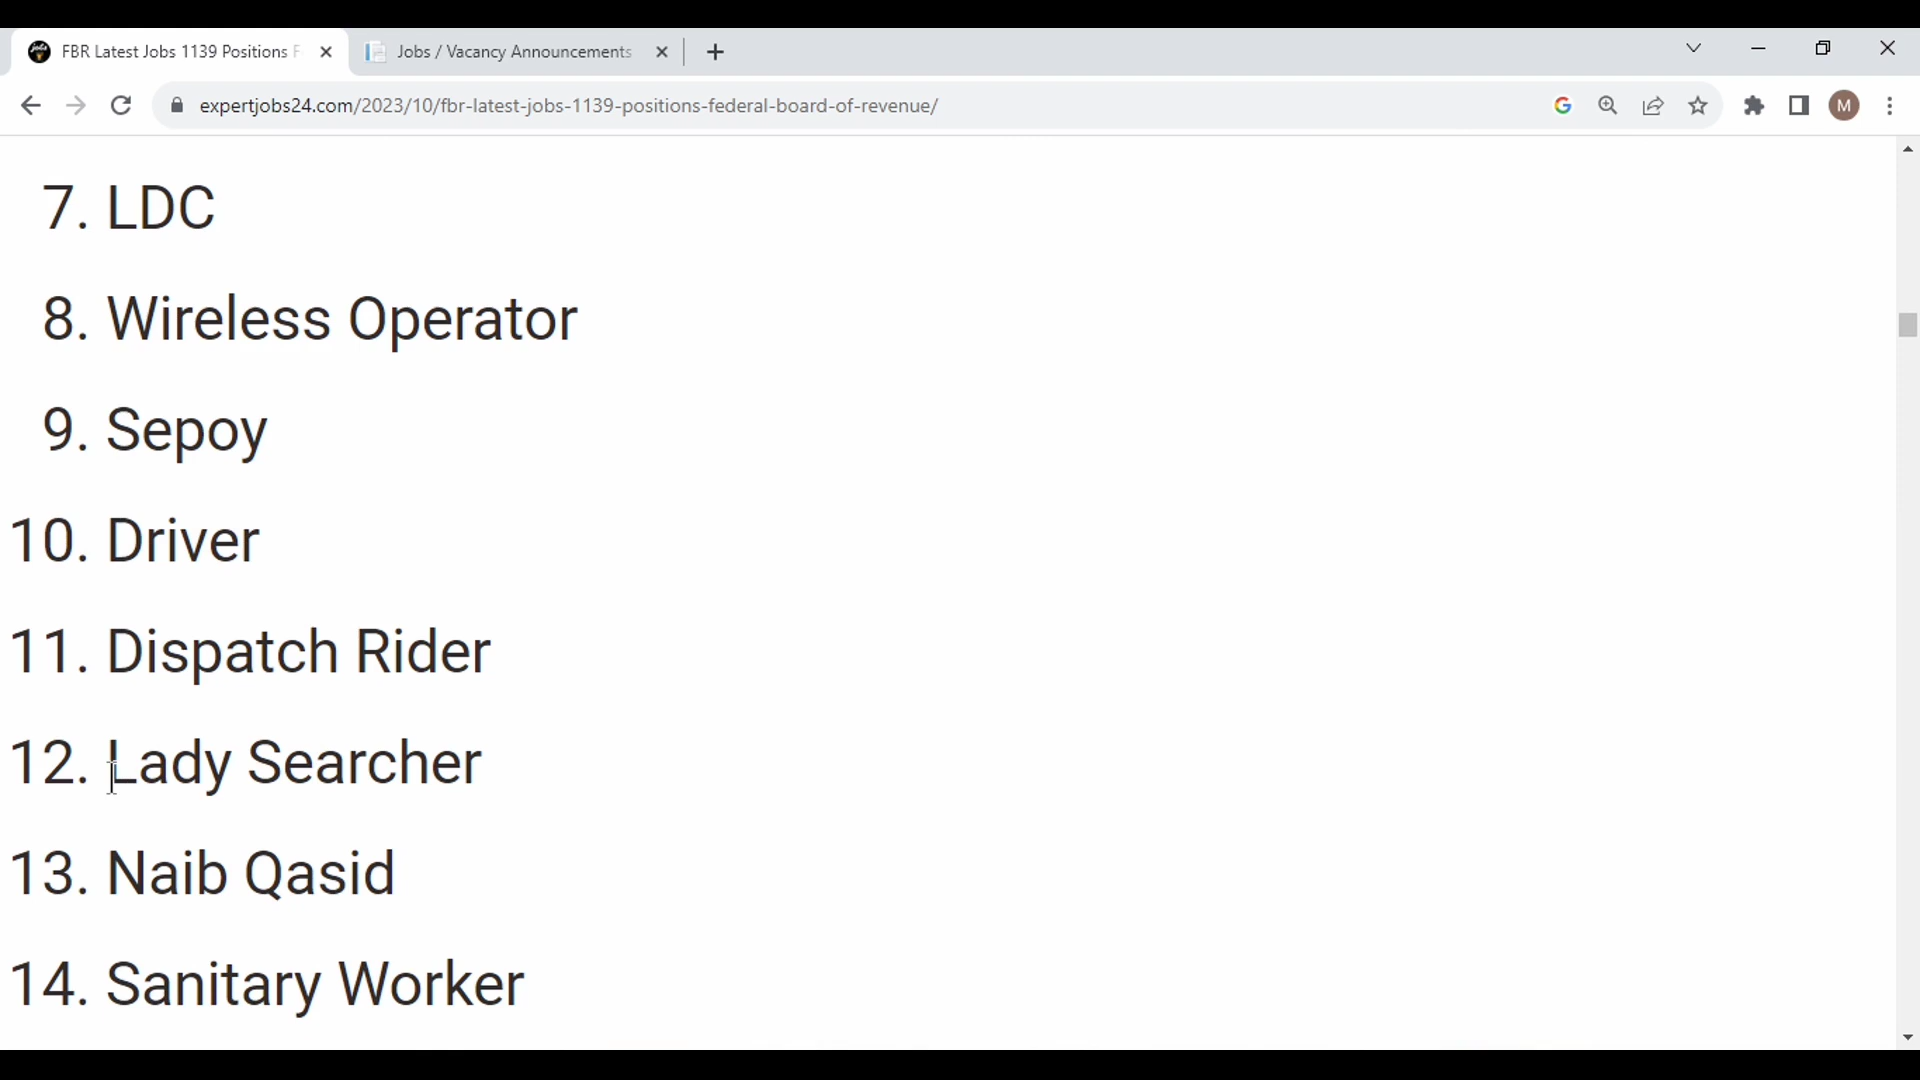 FBR Latest Jobs 1139 Positions F
Jobs / Vacancy Announcements
expertjobs24.com/2023/10/fbr-latest-jobs-1139-positions-federal-board-of-revenue/
M
7. LDC
8. Wireless Operator
9. Sepoy
10. Driver
11. Dispatch Rider
12. Lady Searcher
13. Naib Qasid
14. Sanitary Worker